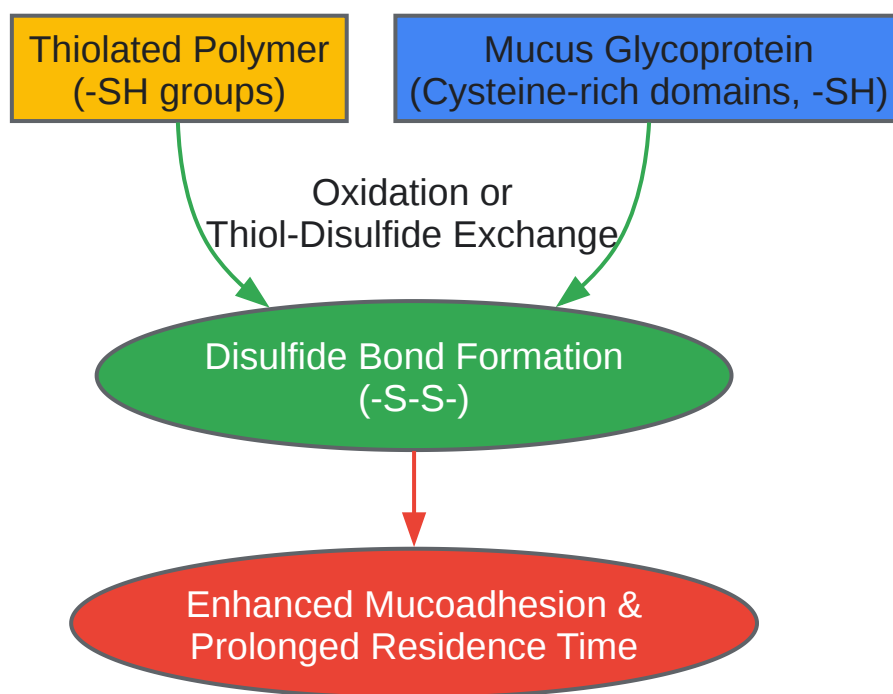 Thiolated Polymer
(-SH groups)
Mucus Glycoprotein
(Cysteine-rich domains, -SH)
Oxidation or
Thiol-Disulfide Exchange
Disulfide Bond Formation
(-S-S-)
Enhanced Mucoadhesion &
Prolonged Residence Time